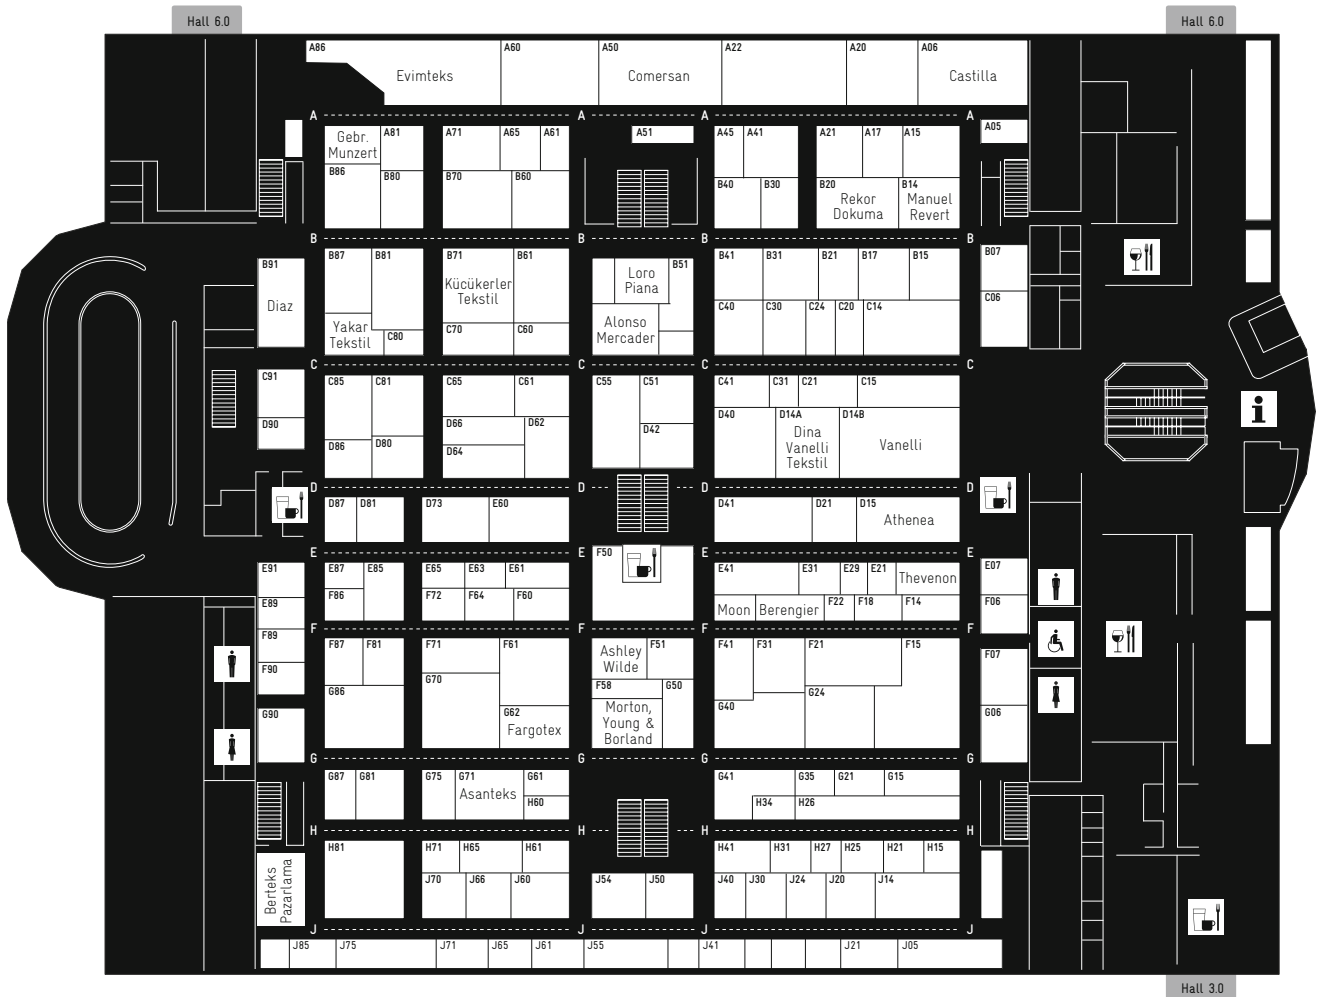 Hall 6.0
Hall 6.0
A86
A60
A50
A22
A20
A06
Evimteks
Comersan
Castilla
A
A
A
A
Gebr.
Munzert
A81
A71
A65
A61
A51
A45
A41
A21
A17
A15
A05
B86
B80
B70
B60
B40
B30
B20
Rekor
Dokuma
B14
Manuel
Revert
B
B
B
B
B91
Diaz
B87
B81
B71
Kücükerler
Tekstil
B61
Loro
Piana
B51
B41
B31
B21
B17
B15
B07
C06
Yakar
Tekstil
C80
C70
C60
Alonso
Mercader
C40
C30
C24
C20
C14
C
C
C
C
C91
C85
C81
C65
C61
C55
C51
C41
C31
C21
C15
D90
D86
D80
D66
D64
D62
D42
D40
D14A
Dina
Vanelli
Tekstil
D14B
Vanelli
D
D
D
D
D87
D81
D73
E60
D41
D21
D15
Athenea
E
E
E
E
E91
E87
E85
E65
E63
E61
F50
E41
E31
E29
E21
Thevenon
E07
E89
F86
F72
F64
F60
Moon
Berengier
F22
F18
F14
F06
F
F
F
F
F89
F90
F87
F81
F71
F61
Ashley
Wilde
F51
F41
F31
F21
F15
F07
G86
G70
F58
G50
Morton,
Young &
Borland
G40
G24
G06
G90
G62
Fargotex
G
G
G
G
G87
G81
G75
G71
Asanteks
G61
H60
G41
G35
G21
G15
H34
H26
H
H
H
H
Berteks
Pazarlama
H81
H71
H65
H61
H41
H31
H27
H25
H21
H15
J70
J66
J60
J54
J50
J40
J30
J24
J20
J14
J
J
J
J
J85
J75
J71
J65
J61
J55
J41
J21
J05
Hall 3.0